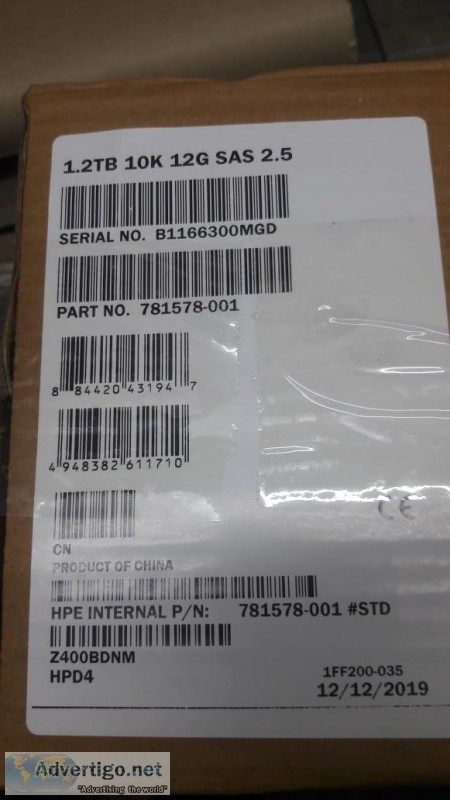 1.2TB 10K 12G SAS 2.5
SERIAL NO. B1166300MGD
PART NO. 781578-001
8 84420 43194 7
4 948382 611710
CE
CN
PRODUCT OF CHINA
HPE INTERNAL P/N: 781578-001 #STD
Z400BDNM
HPD4
1FF200-035
12/12/2019
Advertigo.net
"Advertising the world"